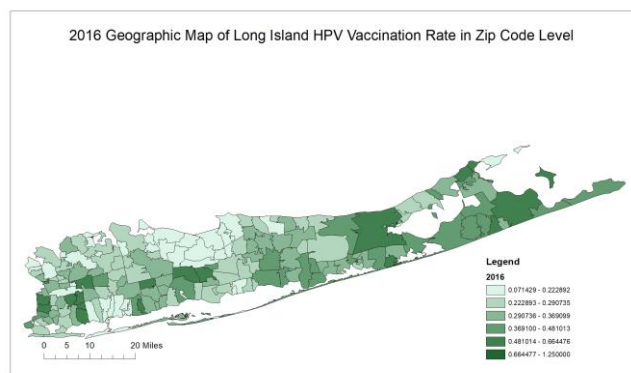 2016 Geographic Map of Long Island HPV Vaccination Rate in Zip Code Level
Legend
2016
0.071429 - 0.222892
0.222893 - 0.290735
0.290736 - 0.369099
0.369100 - 0.481013
0.481014 - 0.664476
0.664477 - 1.250000
0 5 10 20 Miles